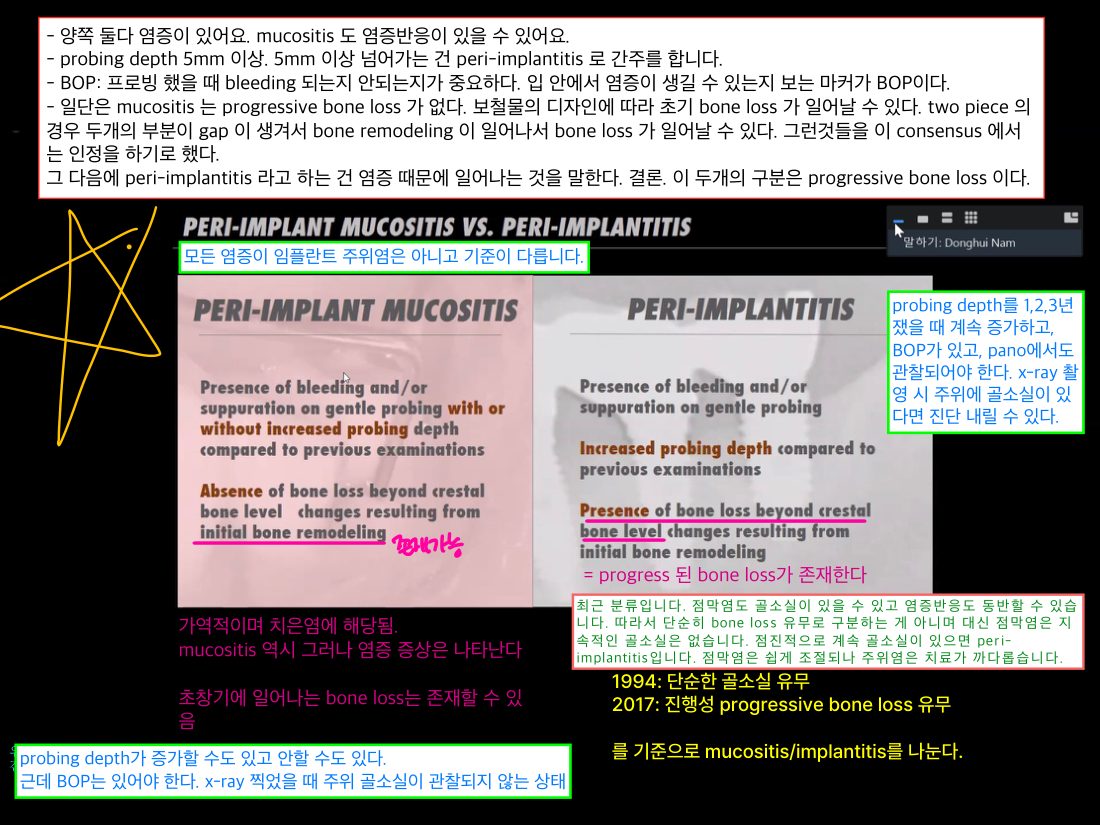 - 양쪽 둘다 염증이 있어요. mucositis 도 염증반응이 있을 수 있어요.
- probing depth 5mm 이상. 5mm 이상 넘어가는 건 peri-implantitis 로 간주를 합니다.
- BOP: 프로빙 했을 때 bleeding 되는지 안되는지가 중요하다. 입 안에서 염증이 생길 수 있는지 보는 마커가 BOP이다.
- 일단은 mucositis 는 progressive bone loss 가 없다. 보철물의 디자인에 따라 초기 bone loss 가 일어날 수 있다. two piece 의
경우 두개의 부분이 gap 이 생겨서 bone remodeling 이 일어나서 bone loss 가 일어날 수 있다. 그런것들을 이 consensus 에서
는 인정을 하기로 했다.
그 다음에 peri-implantitis 라고 하는 건 염증 때문에 일어나는 것을 말한다. 결론. 이 두개의 구분은 progressive bone loss 이다.
PERI-IMPLANT MUCOSITIS VS. PERI-IMPLANTITIS
말하기: Donghui Nam
모든 염증이 임플란트 주위염은 아니고 기준이 다릅니다.
PERI-IMPLANT MUCOSITIS
Presence of bleeding and/or
suppuration on gentle probing with or
without increased probing depth
compared to previous examinations
Absence of bone loss beyond crestal
bone level changes resulting from
initial bone remodeling
존재가능
PERI-IMPLANTITIS
Presence of bleeding and/or
suppuration on gentle probing
Increased probing depth compared to
previous examinations
Presence of bone loss beyond crestal
bone level changes resulting from
initial bone remodeling
= progress 된 bone loss가 존재한다
probing depth를 1,2,3년
쟀을 때 계속 증가하고,
BOP가 있고, pano에서도
관찰되어야 한다. x-ray 촬
영 시 주위에 골소실이 있
다면 진단 내릴 수 있다.
최근 분류입니다. 점막염도 골소실이 있을 수 있고 염증반응도 동반할 수 있습
니다. 따라서 단순히 bone loss 유무로 구분하는 게 아니며 대신 점막염은 지
속적인 골소실은 없습니다. 점진적으로 계속 골소실이 있으면 peri-
implantitis입니다. 점막염은 쉽게 조절되나 주위염은 치료가 까다롭습니다.
가역적이며 치은염에 해당됨.
mucositis 역시 그러나 염증 증상은 나타난다
초창기에 일어나는 bone loss는 존재할 수 있
음
1994: 단순한 골소실 유무
2017: 진행성 progressive bone loss 유무
를 기준으로 mucositis/implantitis를 나눈다.
probing depth가 증가할 수도 있고 안할 수도 있다.
근데 BOP는 있어야 한다. x-ray 찍었을 때 주위 골소실이 관찰되지 않는 상태